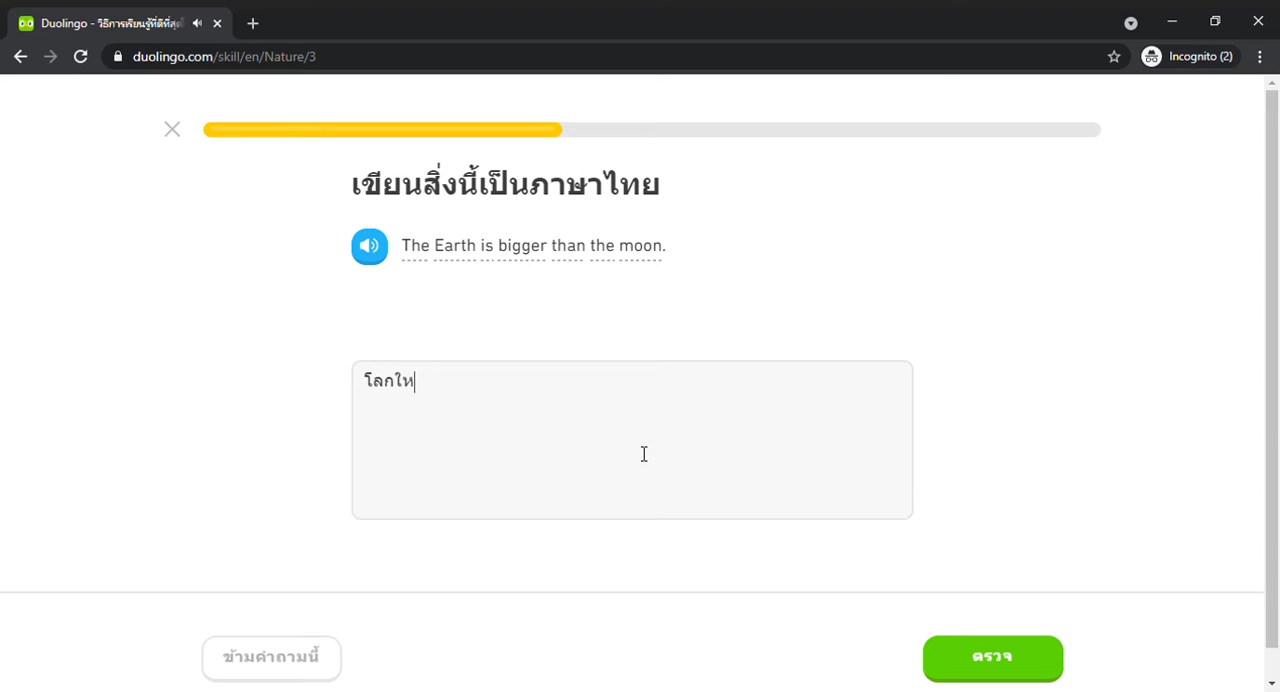 Duolingo - วิธีการเรียนรู้ที่ดีที่สุด
duolingo.com/skill/en/Nature/3
Incognito (2)
เขียนสิ่งนี้เป็นภาษาไทย
The Earth is bigger than the moon.
โลกให
ข้ามคำถามนี้
ตรวจ